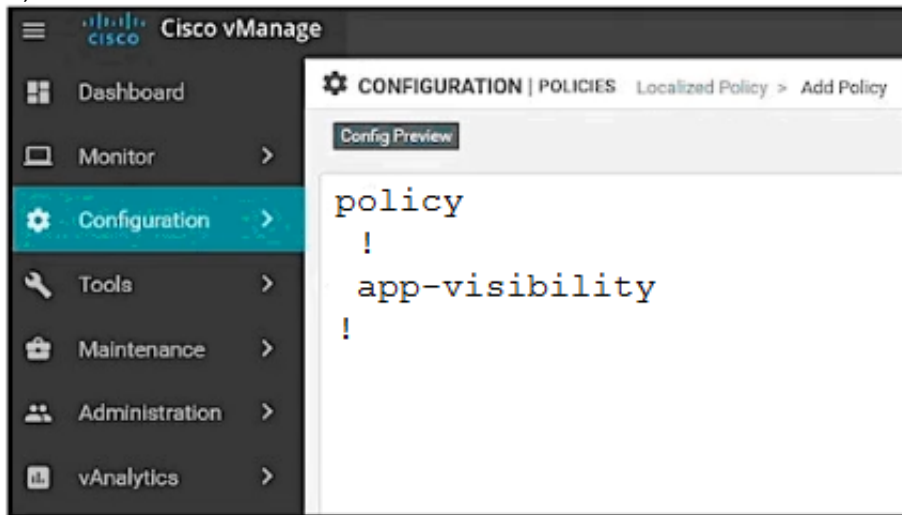 cisco Cisco vManage
Dashboard
CONFIGURATION | POLICIES Localized Policy > Add Policy
Monitor >
Config Preview
Configuration >
policy
!
app-visibility
!
Tools >
Maintenance >
Administration >
vAnalytics >